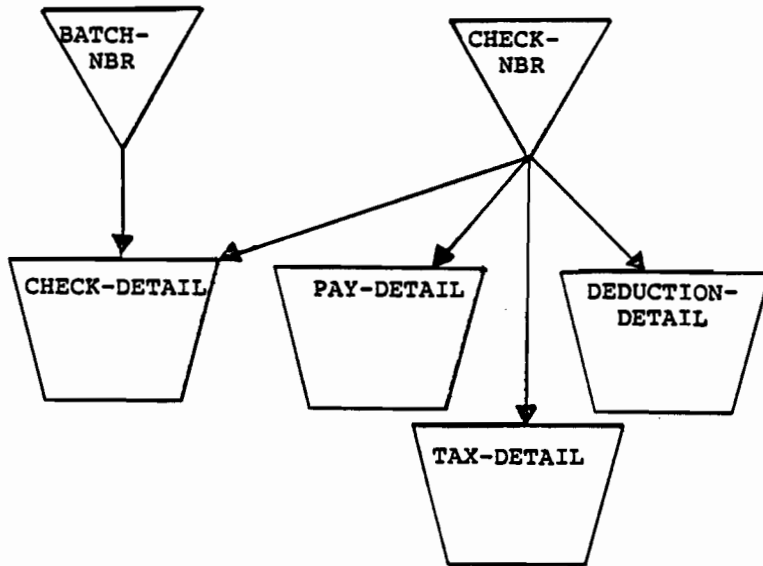 BATCH-
NBR
CHECK-
NBR
CHECK-DETAIL
PAY-DETAIL
DEDUCTION-
DETAIL
TAX-DETAIL